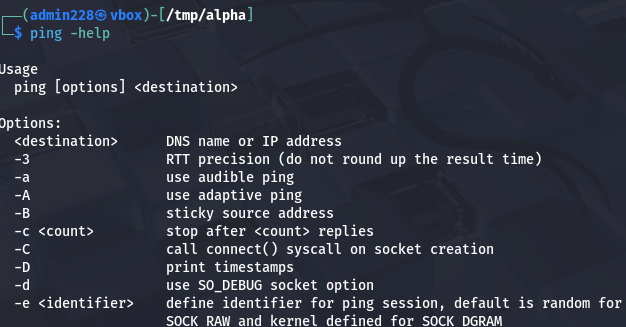 ┌──(admin228㉿vbox)-[/tmp/alpha]
└─$ ping -help

Usage
  ping [options] <destination>

Options:
  <destination>      DNS name or IP address
  -3                 RTT precision (do not round up the result time)
  -a                 use audible ping
  -A                 use adaptive ping
  -B                 sticky source address
  -c <count>         stop after <count> replies
  -C                 call connect() syscall on socket creation
  -D                 print timestamps
  -d                 use SO_DEBUG socket option
  -e <identifier>    define identifier for ping session, default is random for
                     SOCK_RAW and kernel defined for SOCK_DGRAM